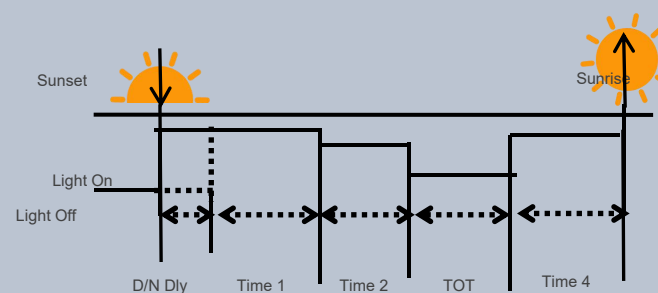 Sunset
Sunrise
Light On
Light Off
D/N Dly
Time 1
Time 2
TOT
Time 4